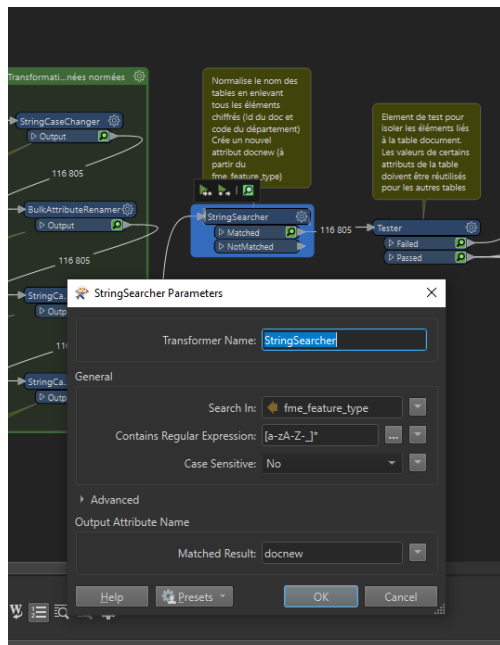 Transformati...nées normées
StringCaseChanger
Output
116 805
BulkAttributeRenamer
Output
116 805
StringCa...
Outp
11
StringCa...
Outp
Normalise le nom des
tables en enlevant
tous les éléments
chiffrés (id du doc et
code du département)
Crée un nouvel
attribut docnew (à
partir du
fme_feature_type)
StringSearcher
Matched
NotMatched
116 805
Element de test pour
isoler les éléments liés
à la table document.
Les valeurs de certains
attributs de la table
doivent être réutilisés
pour les autres tables
Tester
Failed
Passed
StringSearcher Parameters
Transformer Name: StringSearcher
General
Search In: fme_feature_type
Contains Regular Expression: [a-zA-Z-_]* ...
Case Sensitive: No
Advanced
Output Attribute Name
Matched Result: docnew
Help Presets OK Cancel